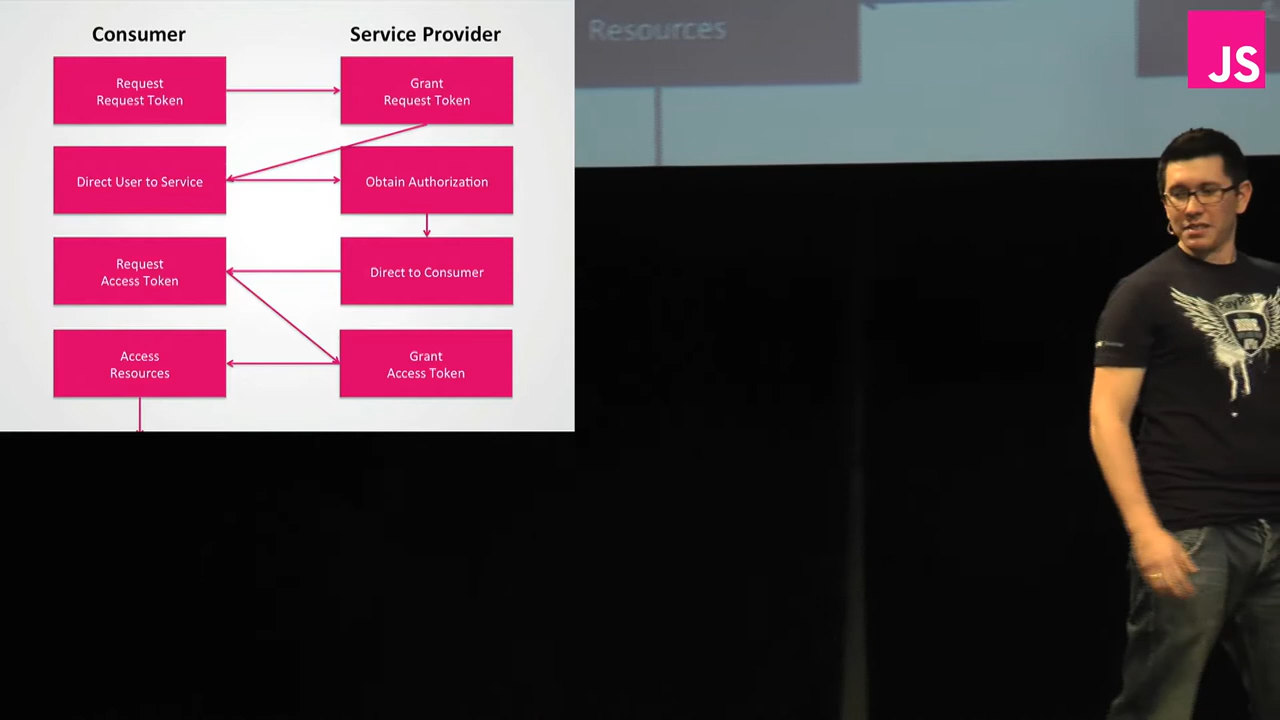 Consumer
Service Provider
Request
Request Token
Grant
Request Token
Direct User to Service
Obtain Authorization
Request
Access Token
Direct to Consumer
Access
Resources
Grant
Access Token
Resources
JS
PayPal